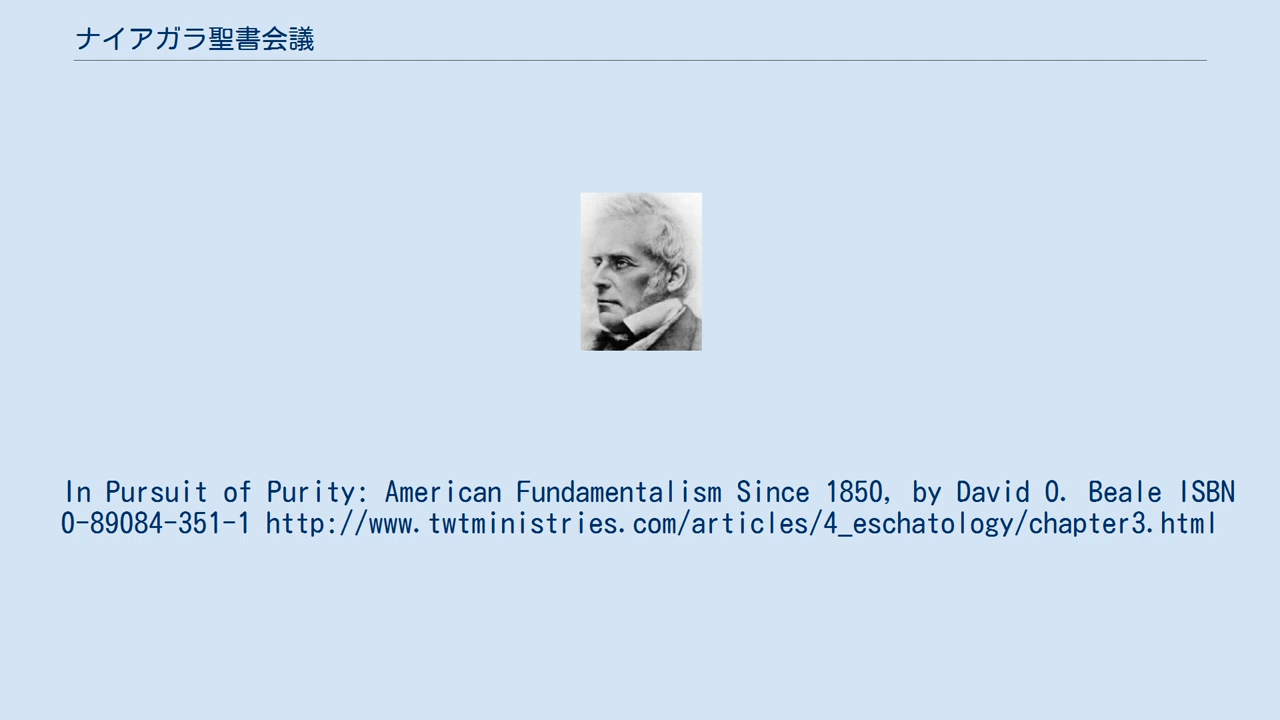 ナイアガラ聖書会議
In Pursuit of Purity: American Fundamentalism Since 1850, by David O. Beale ISBN
0-89084-351-1 http://www.twtministries.com/articles/4_eschatology/chapter3.html